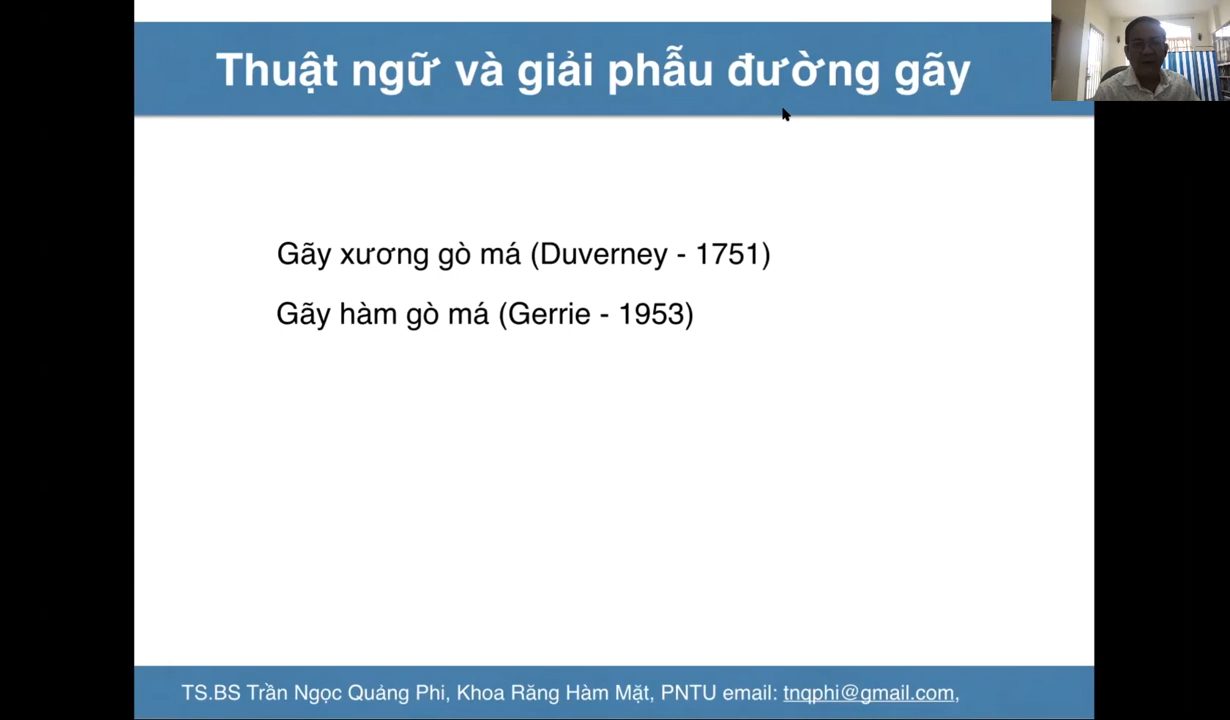 Thuật ngữ và giải phẫu đường gãy
Gãy xương gò má (Duverney - 1751)
Gãy hàm gò má (Gerrie - 1953)
TS.BS Trần Ngọc Quảng Phi, Khoa Răng Hàm Mặt, PNTU email: tnqphi@gmail.com,